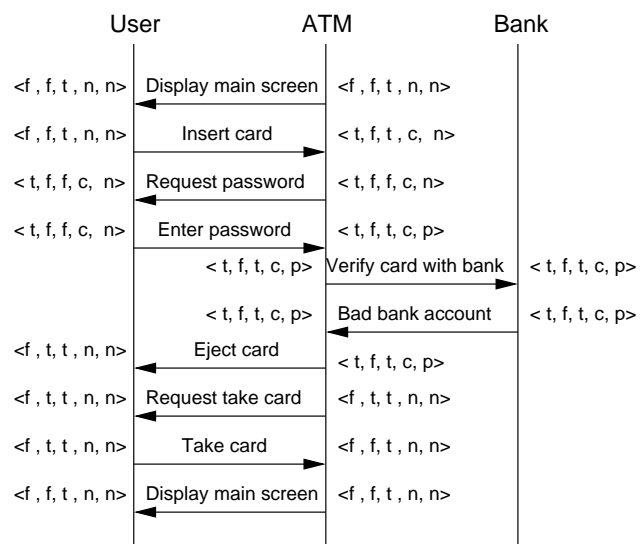 User ATM Bank
<f , f, t , n, n> Display main screen <f , f, t , n, n>
<f , f, t , n, n> Insert card < t, f, t , c, n>
< t, f, f, c, n> Request password < t, f, f, c, n>
< t, f, f, c, n> Enter password < t, f, t, c, p>
< t, f, t, c, p> Verify card with bank < t, f, t, c, p>
< t, f, t, c, p> Bad bank account < t, f, t, c, p>
<f , t, t , n, n> Eject card < t, f, t, c, p>
<f , t, t , n, n> Request take card <f , t, t , n, n>
<f , t, t , n, n> Take card <f , f, t , n, n>
<f , f, t , n, n> Display main screen <f , f, t , n, n>